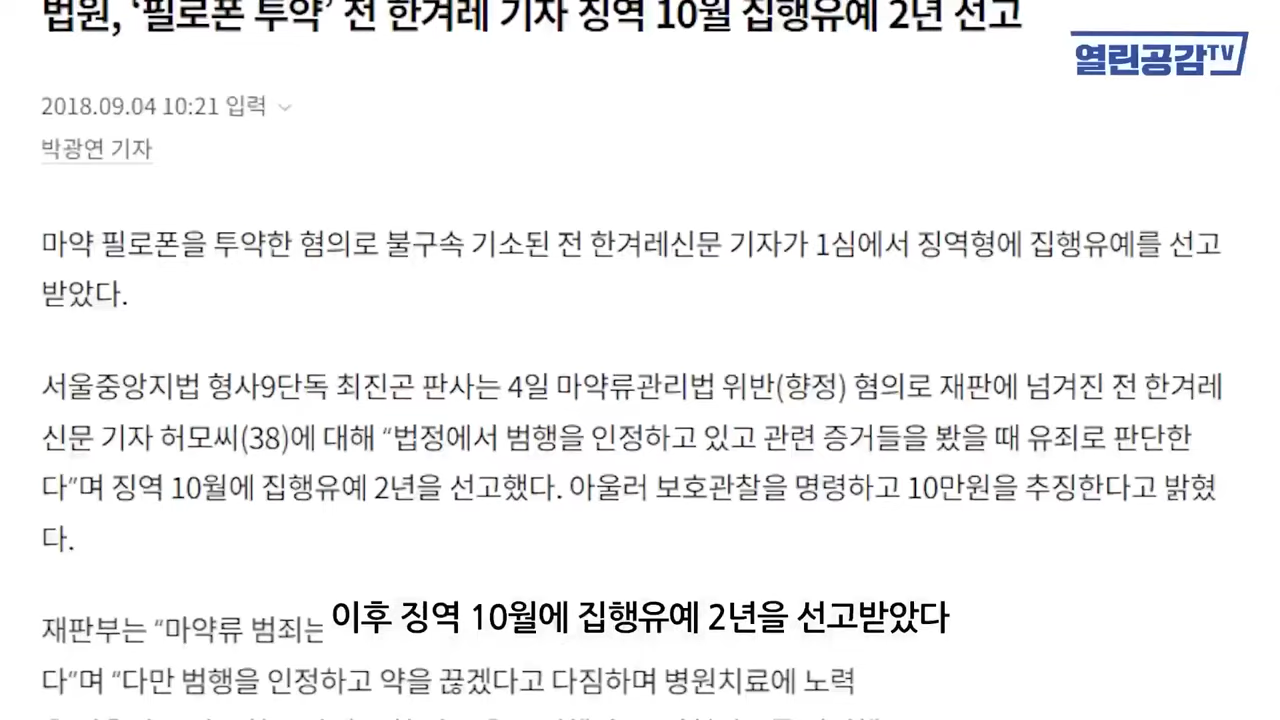 법원, ‘필로폰 투약’ 전 한겨레 기자 징역 10월 집행유예 2년 선고
열린공감TV
2018.09.04 10:21 입력
박광연 기자
마약 필로폰을 투약한 혐의로 불구속 기소된 전 한겨레신문 기자가 1심에서 징역형에 집행유예를 선고
받았다.
서울중앙지법 형사9단독 최진곤 판사는 4일 마약류관리법 위반(향정) 혐의로 재판에 넘겨진 전 한겨레
신문 기자 허모씨(38)에 대해 “법정에서 범행을 인정하고 있고 관련 증거들을 봤을 때 유죄로 판단한
다”며 징역 10월에 집행유예 2년을 선고했다. 아울러 보호관찰을 명령하고 10만원을 추징한다고 밝혔
다.
재판부는 “마약류 범죄는
이후 징역 10월에 집행유예 2년을 선고받았다
다”며 “다만 범행을 인정하고 약을 끊겠다고 다짐하며 병원치료에 노력